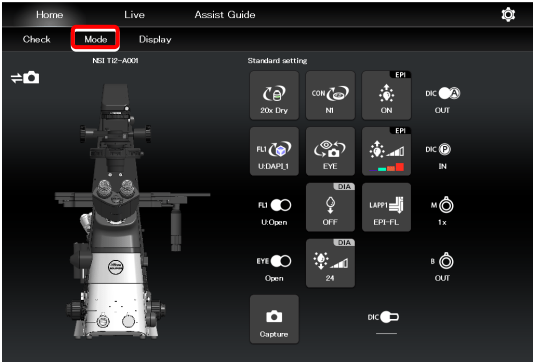 Home Live Assist Guide
Check Mode Display
NSI Ti2-A001
Standard setting
20x Dry
CON
N1
EPI
ON
DIC A
OUT
FL1
U:DAPI_1
EYE
EPI
DIC P
IN
FL1
U:Open
DIA
OFF
LAPP1
EPI-FL
M
1x
EYE
Open
DIA
24
B
OUT
Capture
DIC